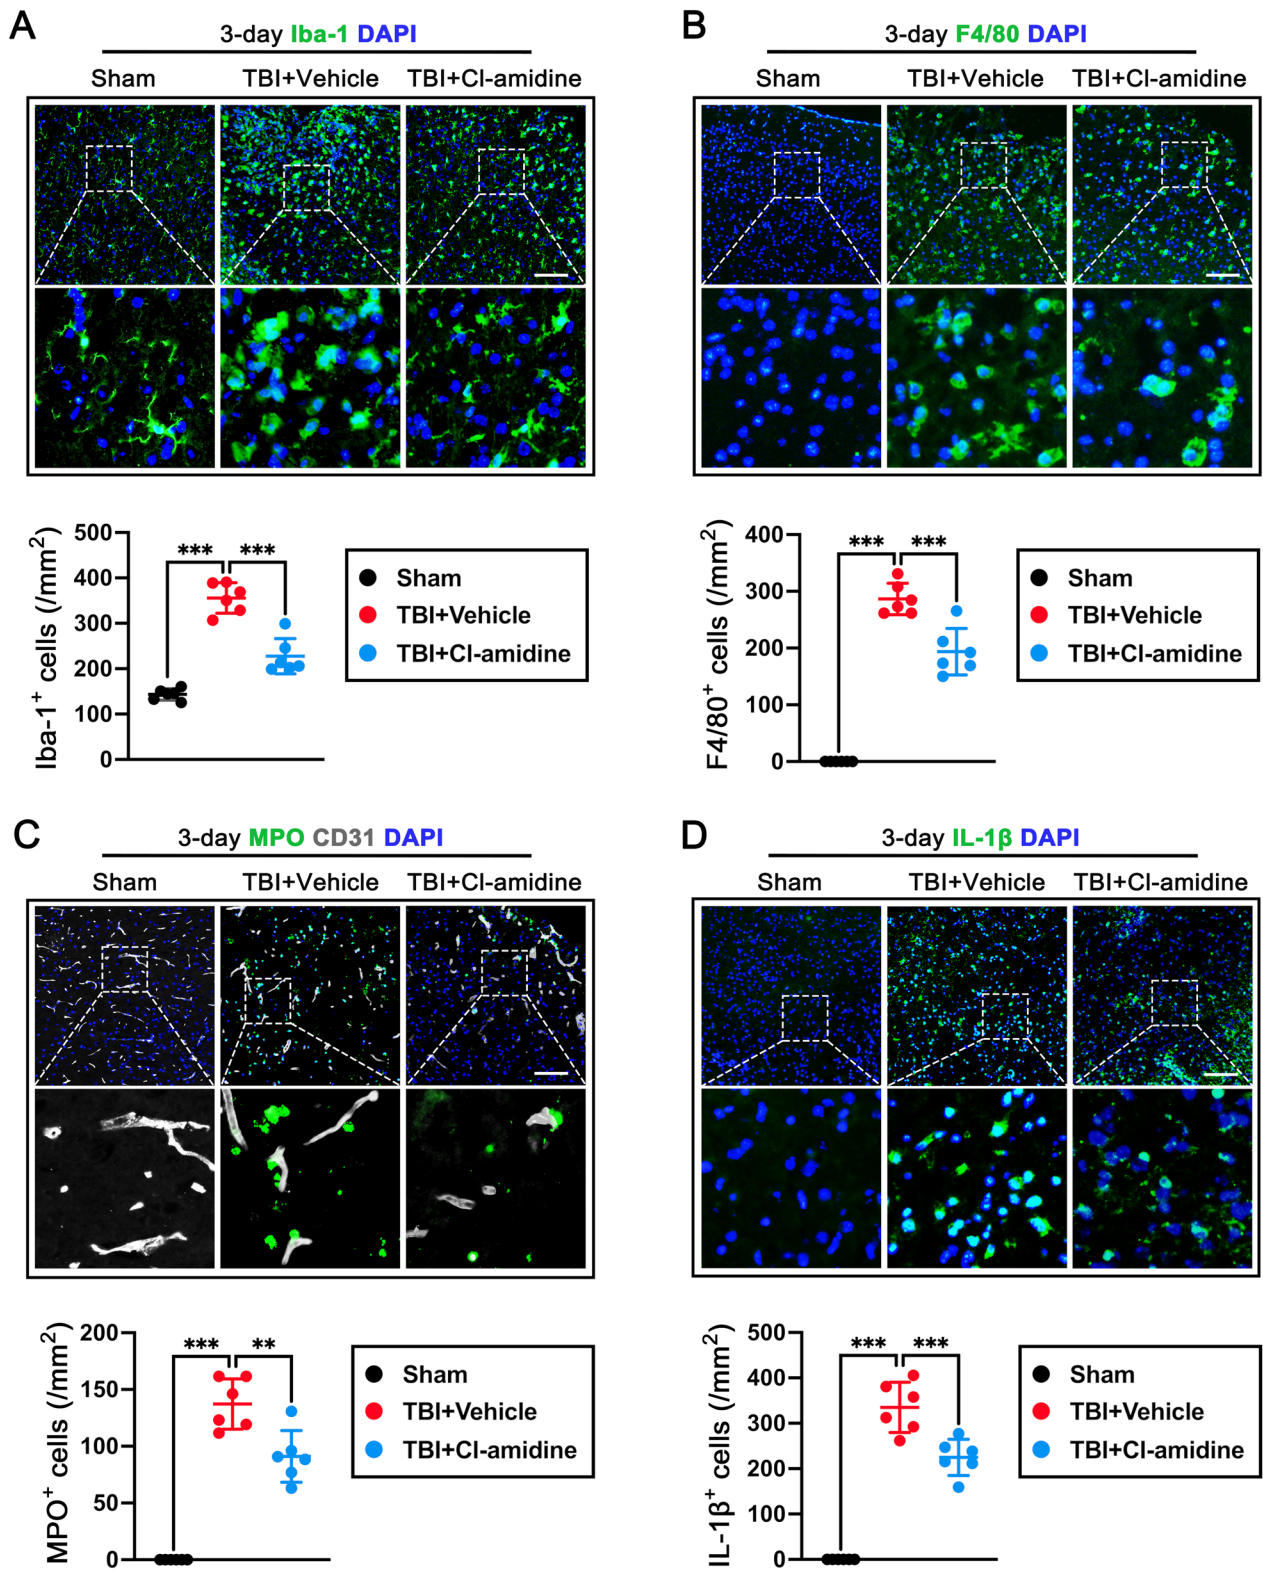 A
3-day Iba-1 DAPI
Sham TBI+Vehicle TBI+Cl-amidine
500
400
300
200
100
0
Iba-1+ cells (/mm2)
*** ***
Sham
TBI+Vehicle
TBI+Cl-amidine
B
3-day F4/80 DAPI
Sham TBI+Vehicle TBI+Cl-amidine
400
300
200
100
0
F4/80+ cells (/mm2)
*** ***
Sham
TBI+Vehicle
TBI+Cl-amidine
C
3-day MPO CD31 DAPI
Sham TBI+Vehicle TBI+Cl-amidine
200
150
100
50
0
MPO+ cells (/mm2)
*** **
Sham
TBI+Vehicle
TBI+Cl-amidine
D
3-day IL-1β DAPI
Sham TBI+Vehicle TBI+Cl-amidine
500
400
300
200
100
0
IL-1β+ cells (/mm2)
*** ***
Sham
TBI+Vehicle
TBI+Cl-amidine